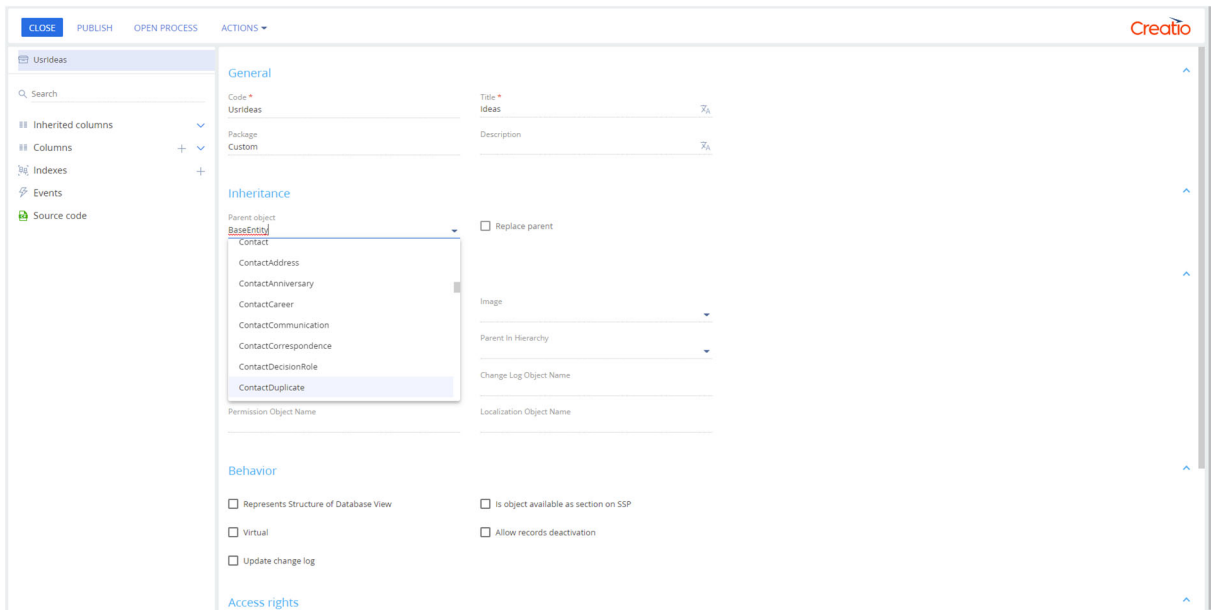 CLOSE PUBLISH OPEN PROCESS ACTIONS
Creatio
UsrIdeas
Search
Inherited columns
Columns
Indexes
Events
Source code
General
Code * Title *
UsrIdeas Ideas
Package Description
Custom
Inheritance
Parent object
BaseEntity Replace parent
Contact
ContactAddress
ContactAnniversary
ContactCareer Image
ContactCommunication
ContactCorrespondence Parent In Hierarchy
ContactDecisionRole
Change Log Object Name
ContactDuplicate
Permission Object Name Localization Object Name
Behavior
Represents Structure of Database View Is object available as section on SSP
Virtual Allow records deactivation
Update change log
Access rights